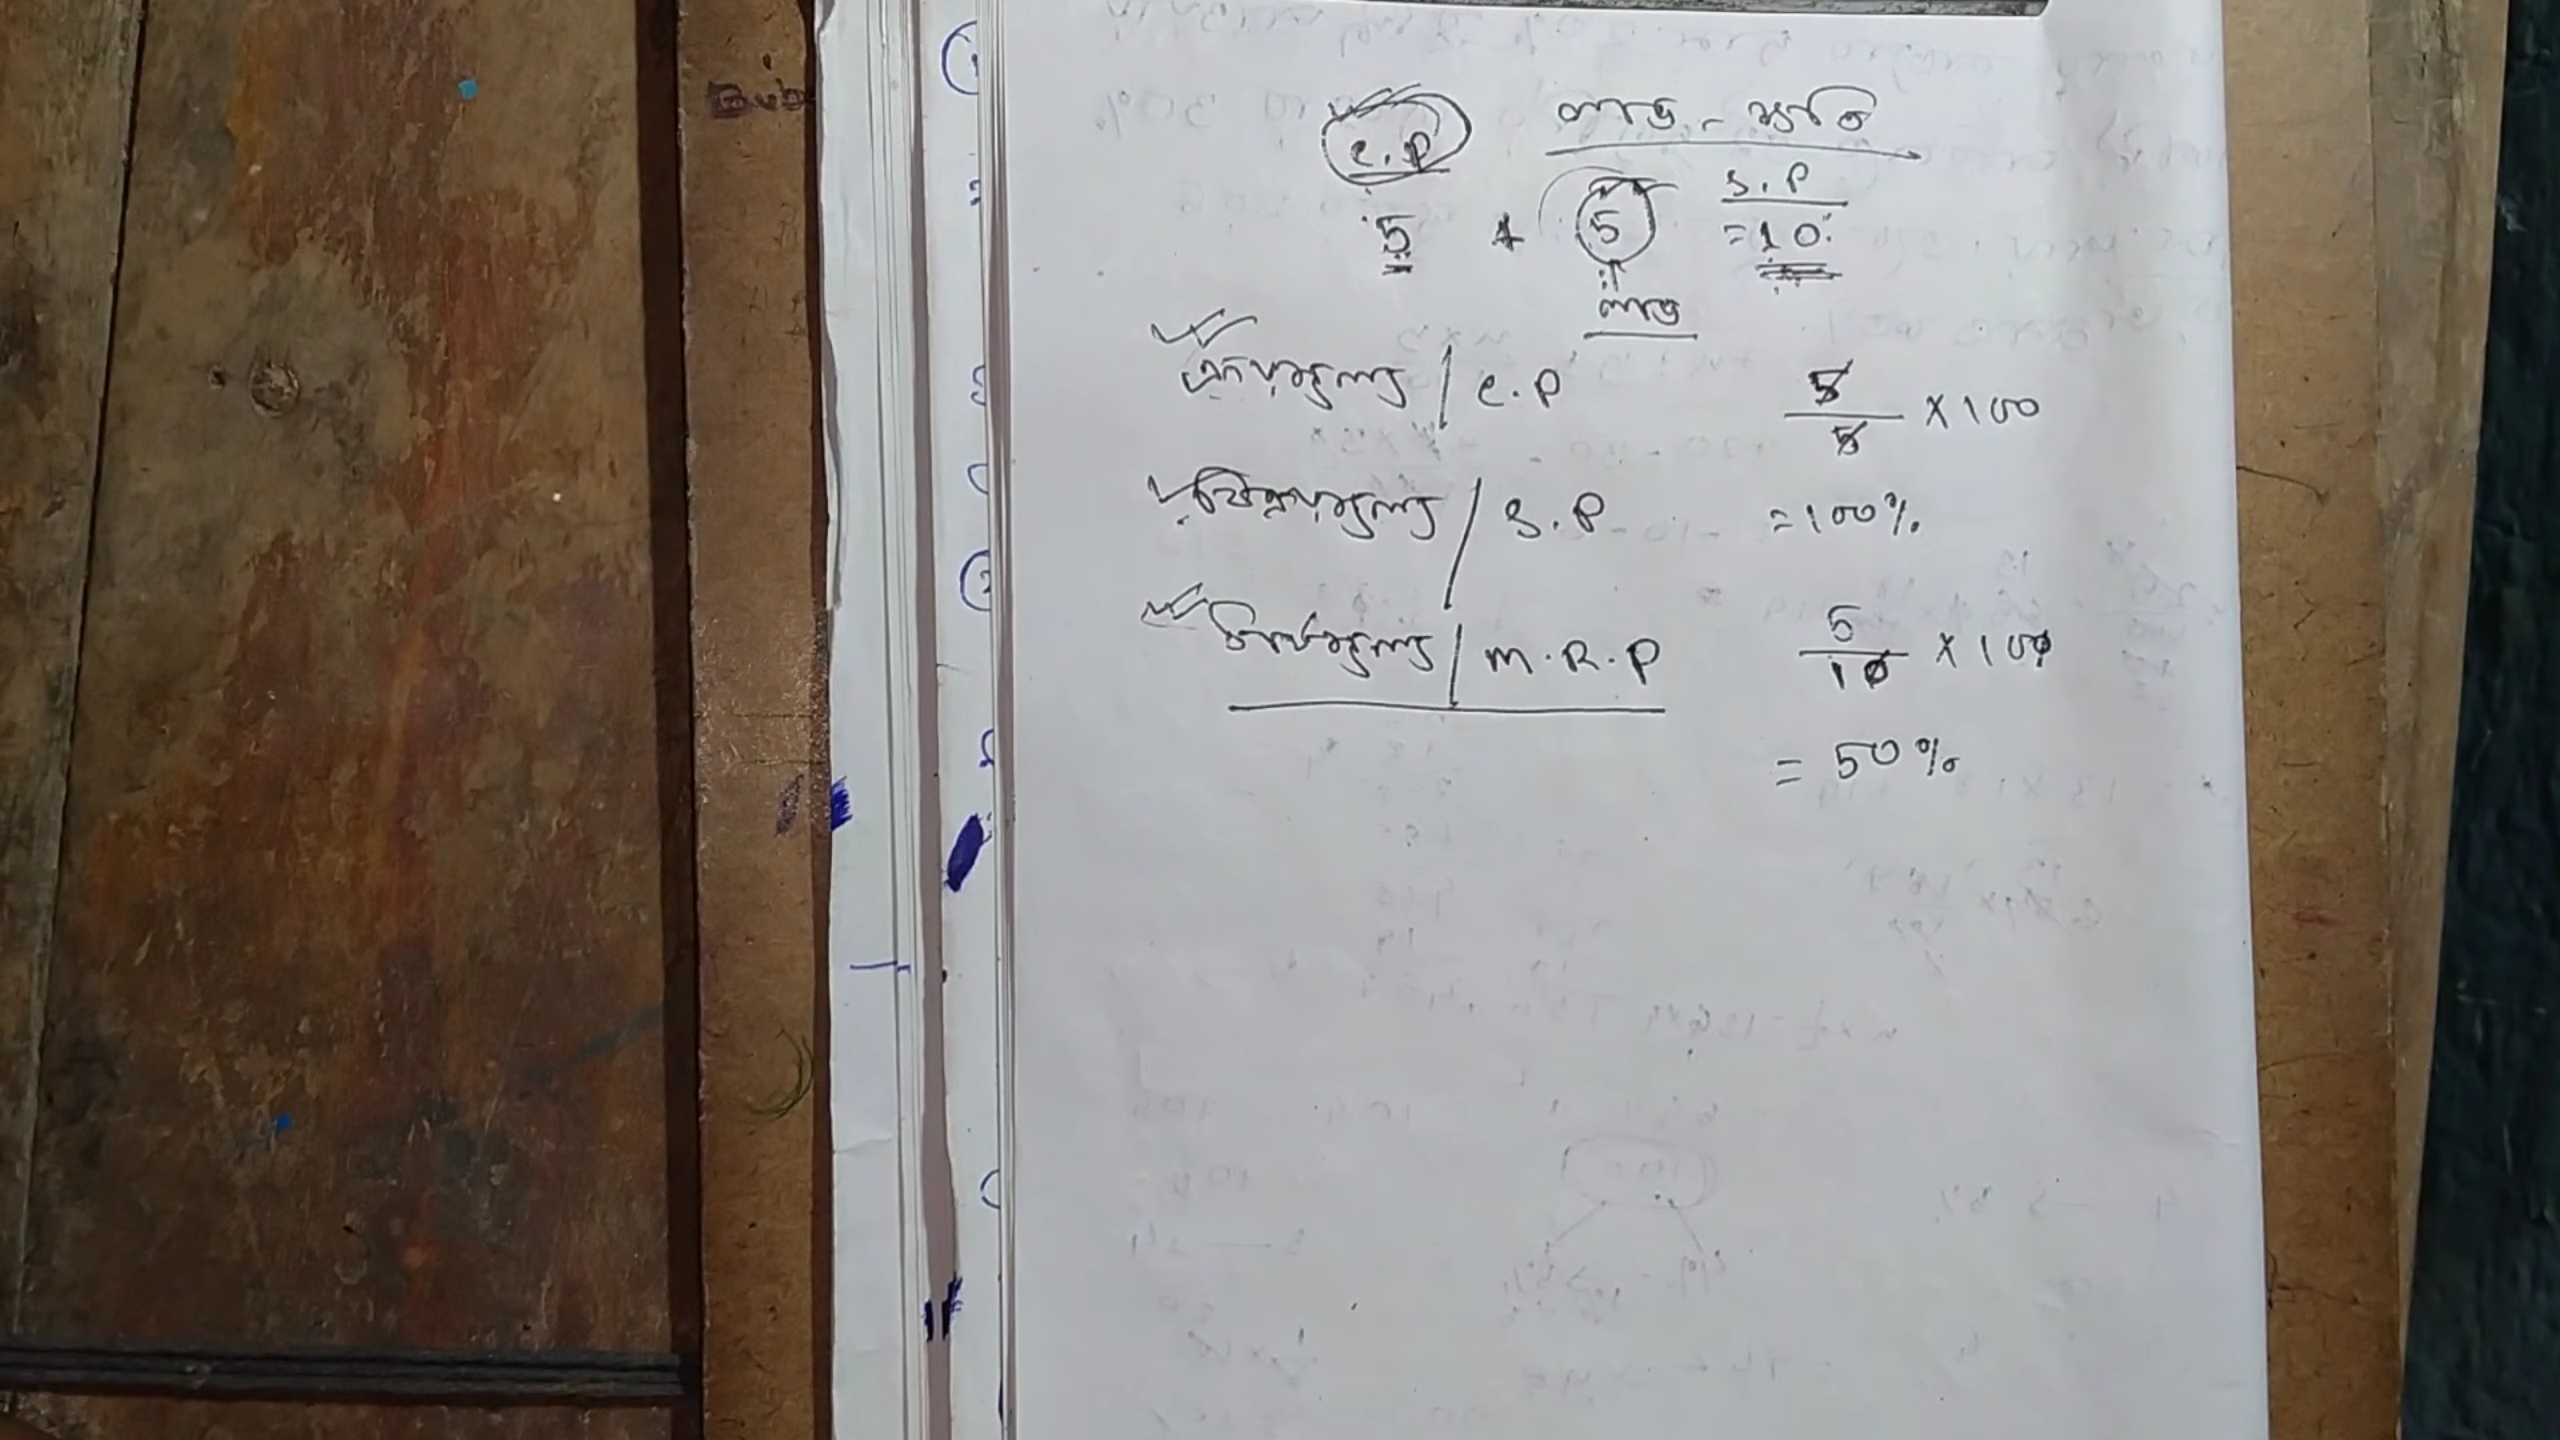 লাভ - ক্ষতি
C.P
S.P
5 + 5 = 10
লাভ
ক্রয়মূল্য / C.P
5/5 × 100
বিক্রয়মূল্য / S.P
= 100%
ধার্যমূল্য / M.R.P
5/10 × 100
= 50%